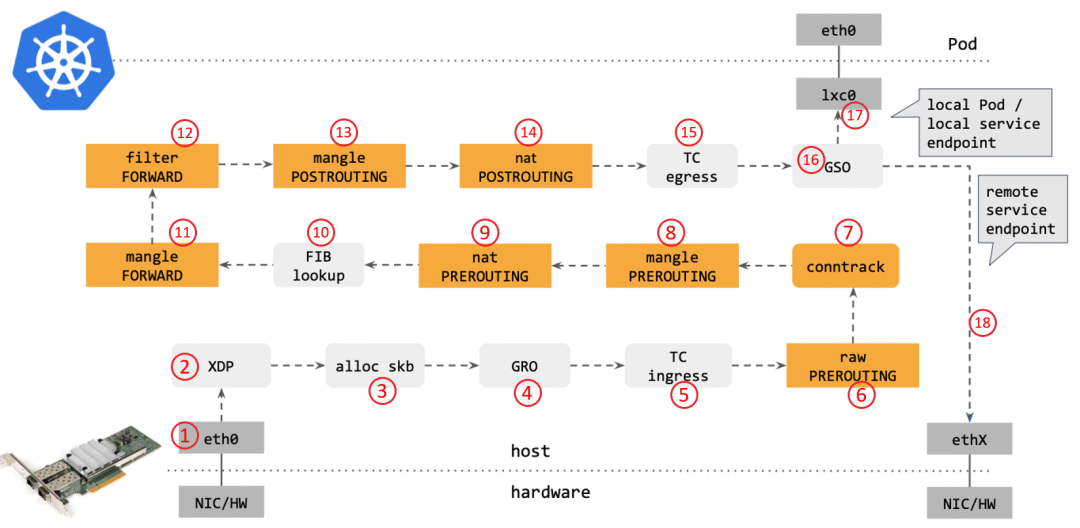 eth0
Pod
lxc0
17
local Pod /
local service
endpoint
12
13
14
15
filter
FORWARD
mangle
POSTROUTING
nat
POSTROUTING
TC
egress
16
GSO
remote
service
endpoint
11
10
9
8
7
mangle
FORWARD
FIB
lookup
nat
PREROUTING
mangle
PREROUTING
conntrack
18
2
XDP
alloc skb
3
GRO
4
TC
ingress
5
raw
PREROUTING
6
1
eth0
host
ethX
hardware
NIC/HW
NIC/HW